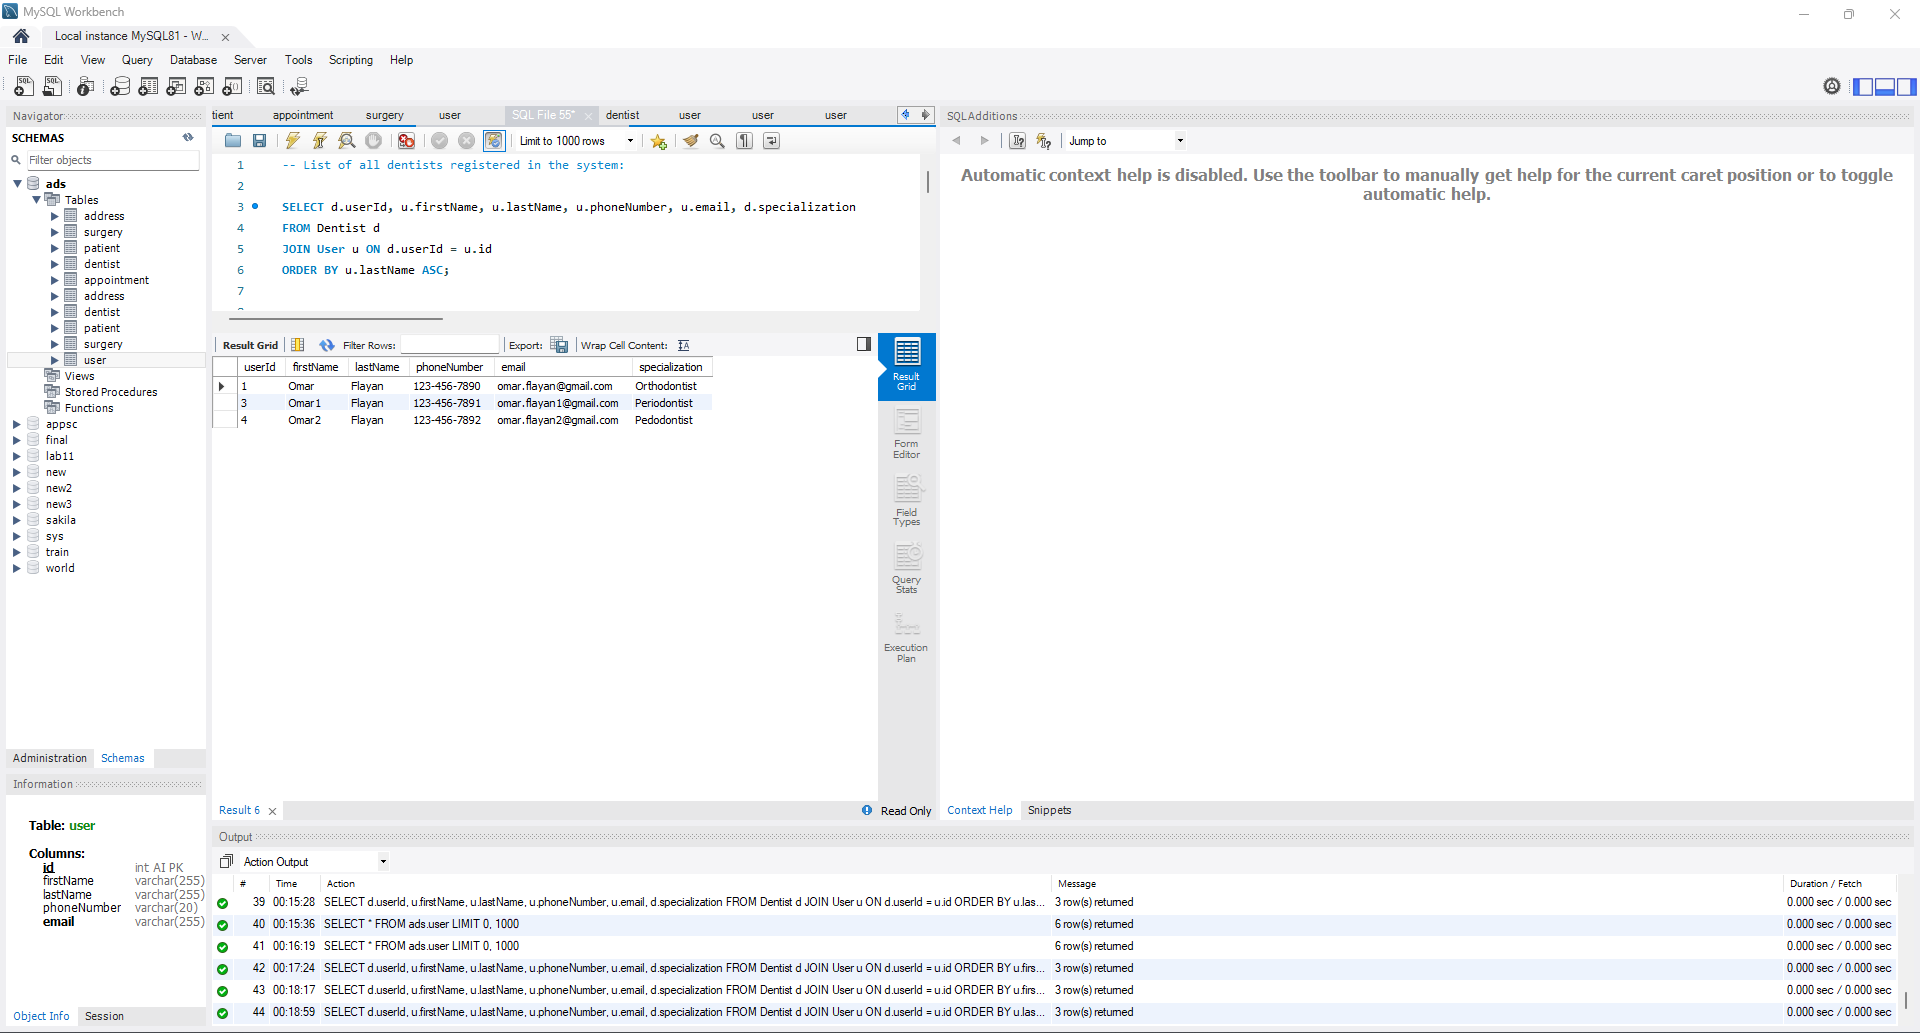 MySQL Workbench
Local instance MySQL81 - W...
File Edit View Query Database Server Tools Scripting Help
Navigator
SCHEMAS
Filter objects
ads
Tables
address
surgery
patient
dentist
appointment
address
dentist
patient
surgery
user
Views
Stored Procedures
Functions
appsc
final
lab11
new
new2
new3
sakila
sys
train
world
Administration Schemas
Information
Table: user
Columns:
id int AI PK
firstName varchar(255)
lastName varchar(255)
phoneNumber varchar(20)
email varchar(255)
Object Info Session
tient appointment surgery user SQL File 55* dentist user user user
Limit to 1000 rows
1 -- List of all dentists registered in the system:
2
3 SELECT d.userId, u.firstName, u.lastName, u.phoneNumber, u.email, d.specialization
4 FROM Dentist d
5 JOIN User u ON d.userId = u.id
6 ORDER BY u.lastName ASC;
7
Result Grid Filter Rows: Export: Wrap Cell Content:
userId firstName lastName phoneNumber email specialization
1 Omar Flayan 123-456-7890 omar.flayan@gmail.com Orthodontist
3 Omar1 Flayan 123-456-7891 omar.flayan1@gmail.com Periodontist
4 Omar2 Flayan 123-456-7892 omar.flayan2@gmail.com Pedodontist
Result
Grid
Form
Editor
Field
Types
Query
Stats
Execution
Plan
Result 6 Read Only
SQLAdditions
Jump to
Automatic context help is disabled. Use the toolbar to manually get help for the current caret position or to toggle
automatic help.
Context Help Snippets
Output
Action Output
# Time Action Message Duration / Fetch
39 00:15:28 SELECT d.userId, u.firstName, u.lastName, u.phoneNumber, u.email, d.specialization FROM Dentist d JOIN User u ON d.userId = u.id ORDER BY u.las... 3 row(s) returned 0.000 sec / 0.000 sec
40 00:15:36 SELECT * FROM ads.user LIMIT 0, 1000 6 row(s) returned 0.000 sec / 0.000 sec
41 00:16:19 SELECT * FROM ads.user LIMIT 0, 1000 6 row(s) returned 0.000 sec / 0.000 sec
42 00:17:24 SELECT d.userId, u.firstName, u.lastName, u.phoneNumber, u.email, d.specialization FROM Dentist d JOIN User u ON d.userId = u.id ORDER BY u.firs... 3 row(s) returned 0.000 sec / 0.000 sec
43 00:18:17 SELECT d.userId, u.firstName, u.lastName, u.phoneNumber, u.email, d.specialization FROM Dentist d JOIN User u ON d.userId = u.id ORDER BY u.firs... 3 row(s) returned 0.000 sec / 0.000 sec
44 00:18:59 SELECT d.userId, u.firstName, u.lastName, u.phoneNumber, u.email, d.specialization FROM Dentist d JOIN User u ON d.userId = u.id ORDER BY u.las... 3 row(s) returned 0.000 sec / 0.000 sec